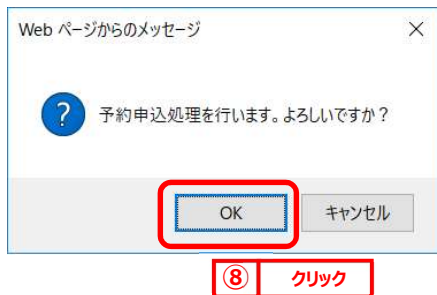 Web ページからのメッセージ
×
?
予約申込処理を行います。よろしいですか？
OK キャンセル
⑧ クリック